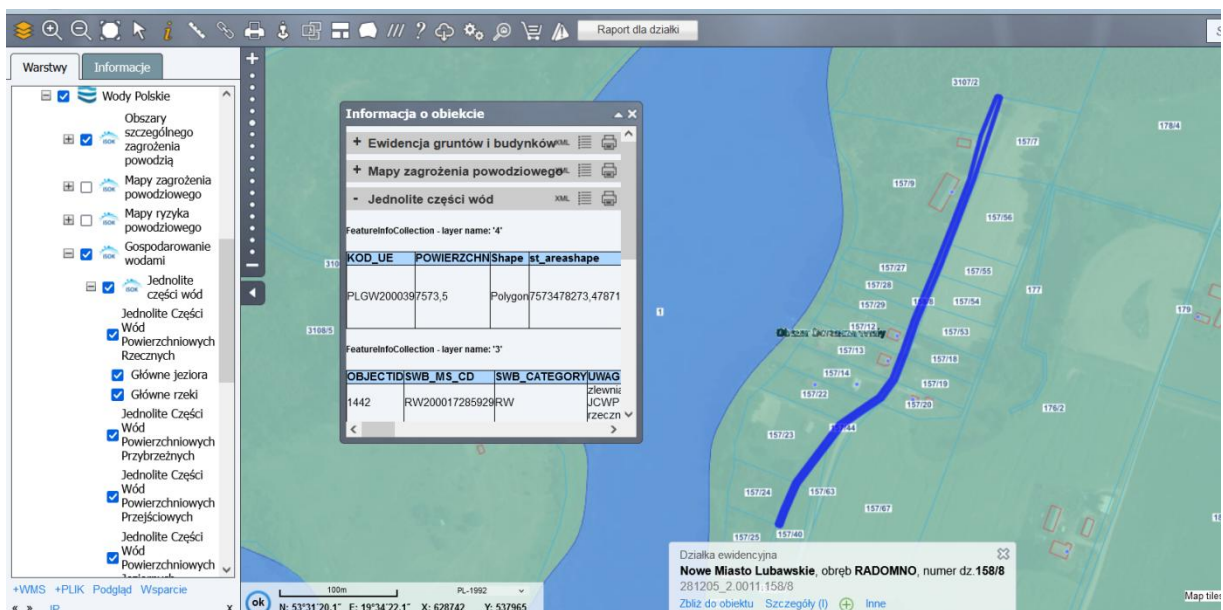 Raport dla działki
S
Warstwy
Informacje
Wody Polskie
Obszary
szczególnego
zagrożenia
powodzią
Mapy zagrożenia
powodziowego
Mapy ryzyka
powodziowego
Gospodarowanie
wodami
Jednolite
części wód
Jednolite Części
Wód
Powierzchniowych
Rzecznych
Główne jeziora
Główne rzeki
Jednolite Części
Wód
Powierzchniowych
Przybrzeżnych
Jednolite Części
Wód
Powierzchniowych
Przejściowych
Jednolite Części
Wód
Powierzchniowych
+WMS +PLIK Podgląd Wsparcie
« » IP x
Informacja o obiekcie
+ Ewidencja gruntów i budynków XML
+ Mapy zagrożenia powodziowego XML
- Jednolite części wód XML
FeatureInfoCollection - layer name: '4'
KOD_UE POWIERZCHN Shape st_areashape
PLGW2000397573,5 Polygon 7573478273,47871
FeatureInfoCollection - layer name: '3'
OBJECTID SWB_MS_CD SWB_CATEGORY UWAG
1442 RW200017285929 RW zlewnia
JCWP
rzeczn
3107/2
178/4
157/7
157/9
157/56
310
157/27
157/55
157/28
177
157/29
157/54
179
1
3108/5
157/12
157/53
157/13
157/18
157/14
157/19
157/22
157/20
176/2
157/23
157/24
157/63
157/67
157/25
157/40
Działka ewidencyjna
Nowe Miasto Lubawskie, obręb RADOMNO, numer dz. 158/8
281205_2.0011.158/8
Zbliż do obiektu Szczegóły (I) Inne
Map tiles
100m
PL-1992
ok
N: 53°31'20.1" E: 19°34'22.1" X: 628742 Y: 537965